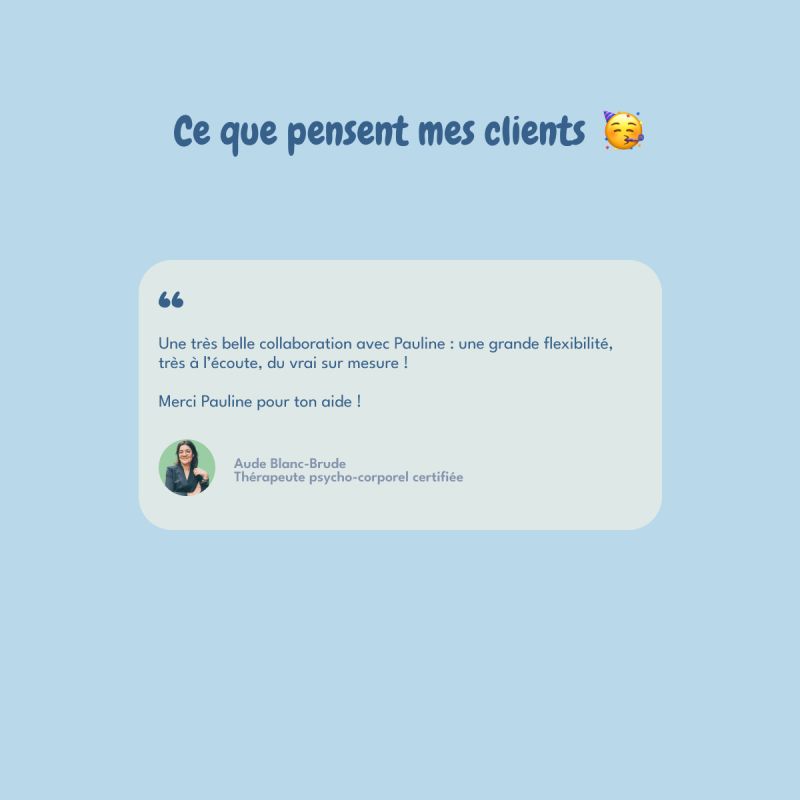 Ce que pensent mes clients 🥳
“
Une très belle collaboration avec Pauline : une grande flexibilité,
très à l’écoute, du vrai sur mesure !
Merci Pauline pour ton aide !
Aude Blanc-Brude
Thérapeute psycho-corporel certifiée